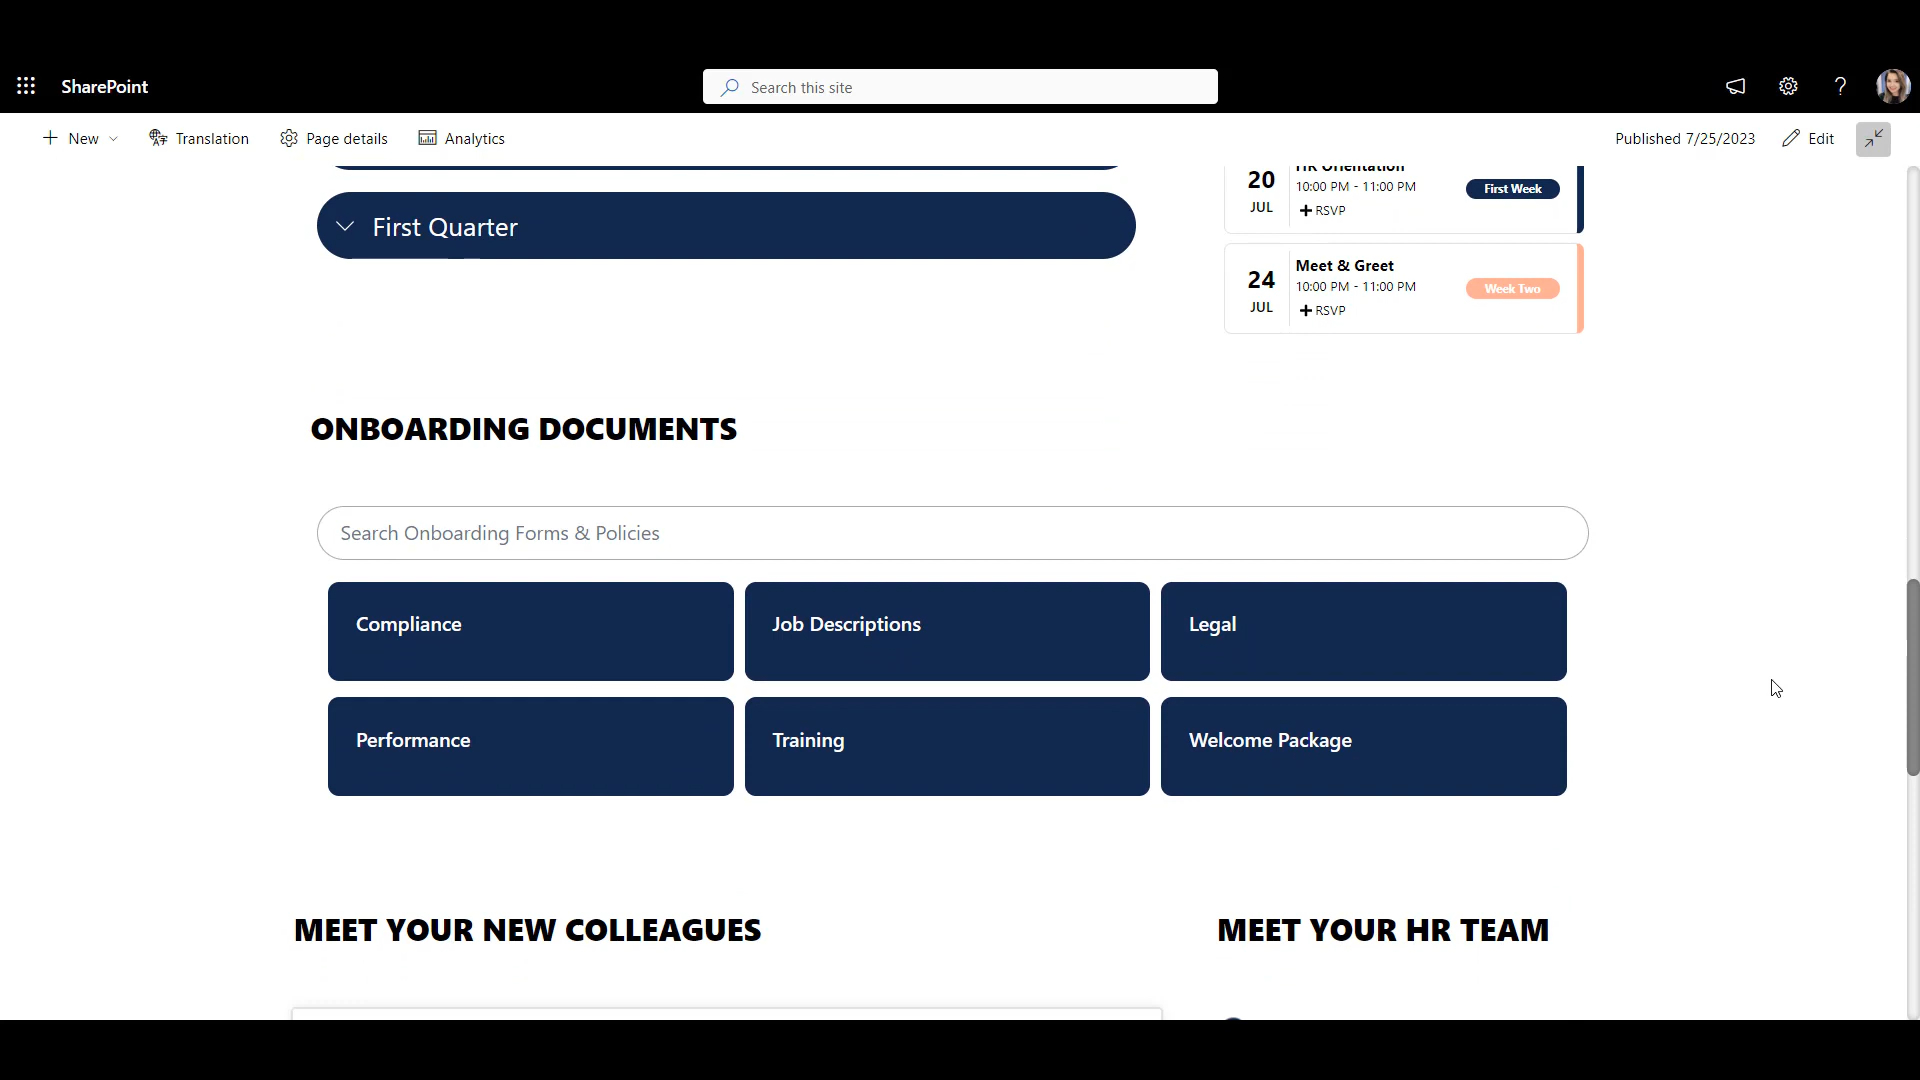 SharePoint
Search this site
New
Translation
Page details
Analytics
Published 7/25/2023
Edit
First Quarter
20
JUL
HR Orientation
10:00 PM - 11:00 PM
RSVP
First Week
24
JUL
Meet & Greet
10:00 PM - 11:00 PM
RSVP
Week Two
ONBOARDING DOCUMENTS
Search Onboarding Forms & Policies
Compliance
Job Descriptions
Legal
Performance
Training
Welcome Package
MEET YOUR NEW COLLEAGUES
MEET YOUR HR TEAM